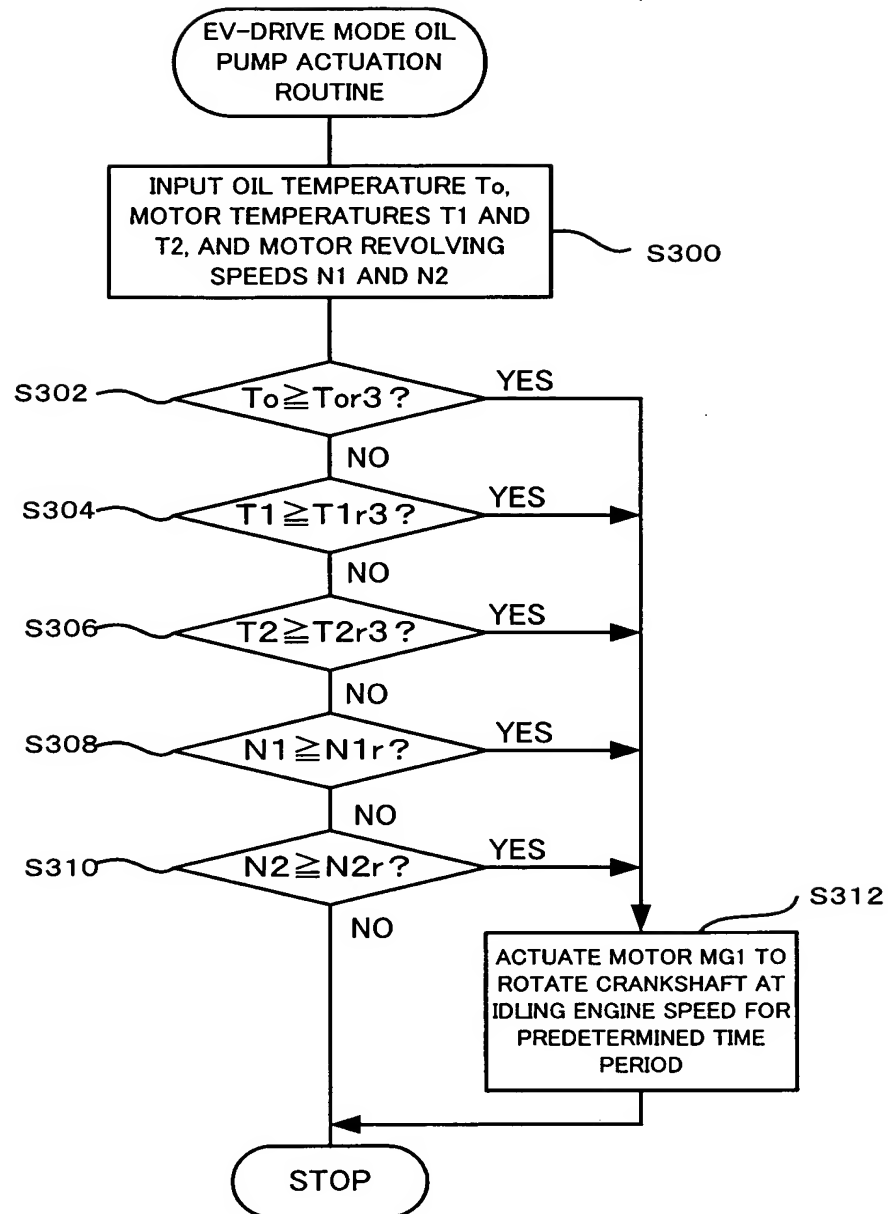 EV-DRIVE MODE OIL
PUMP ACTUATION
ROUTINE
INPUT OIL TEMPERATURE To,
MOTOR TEMPERATURES T1 AND
T2, AND MOTOR REVOLVING
SPEEDS N1 AND N2
S300
S302
To≧Tor3?
YES
NO
S304
T1≧T1r3?
YES
NO
S306
T2≧T2r3?
YES
NO
S308
N1≧N1r?
YES
NO
S310
N2≧N2r?
YES
NO
S312
ACTUATE MOTOR MG1 TO
ROTATE CRANKSHAFT AT
IDLING ENGINE SPEED FOR
PREDETERMINED TIME
PERIOD
STOP